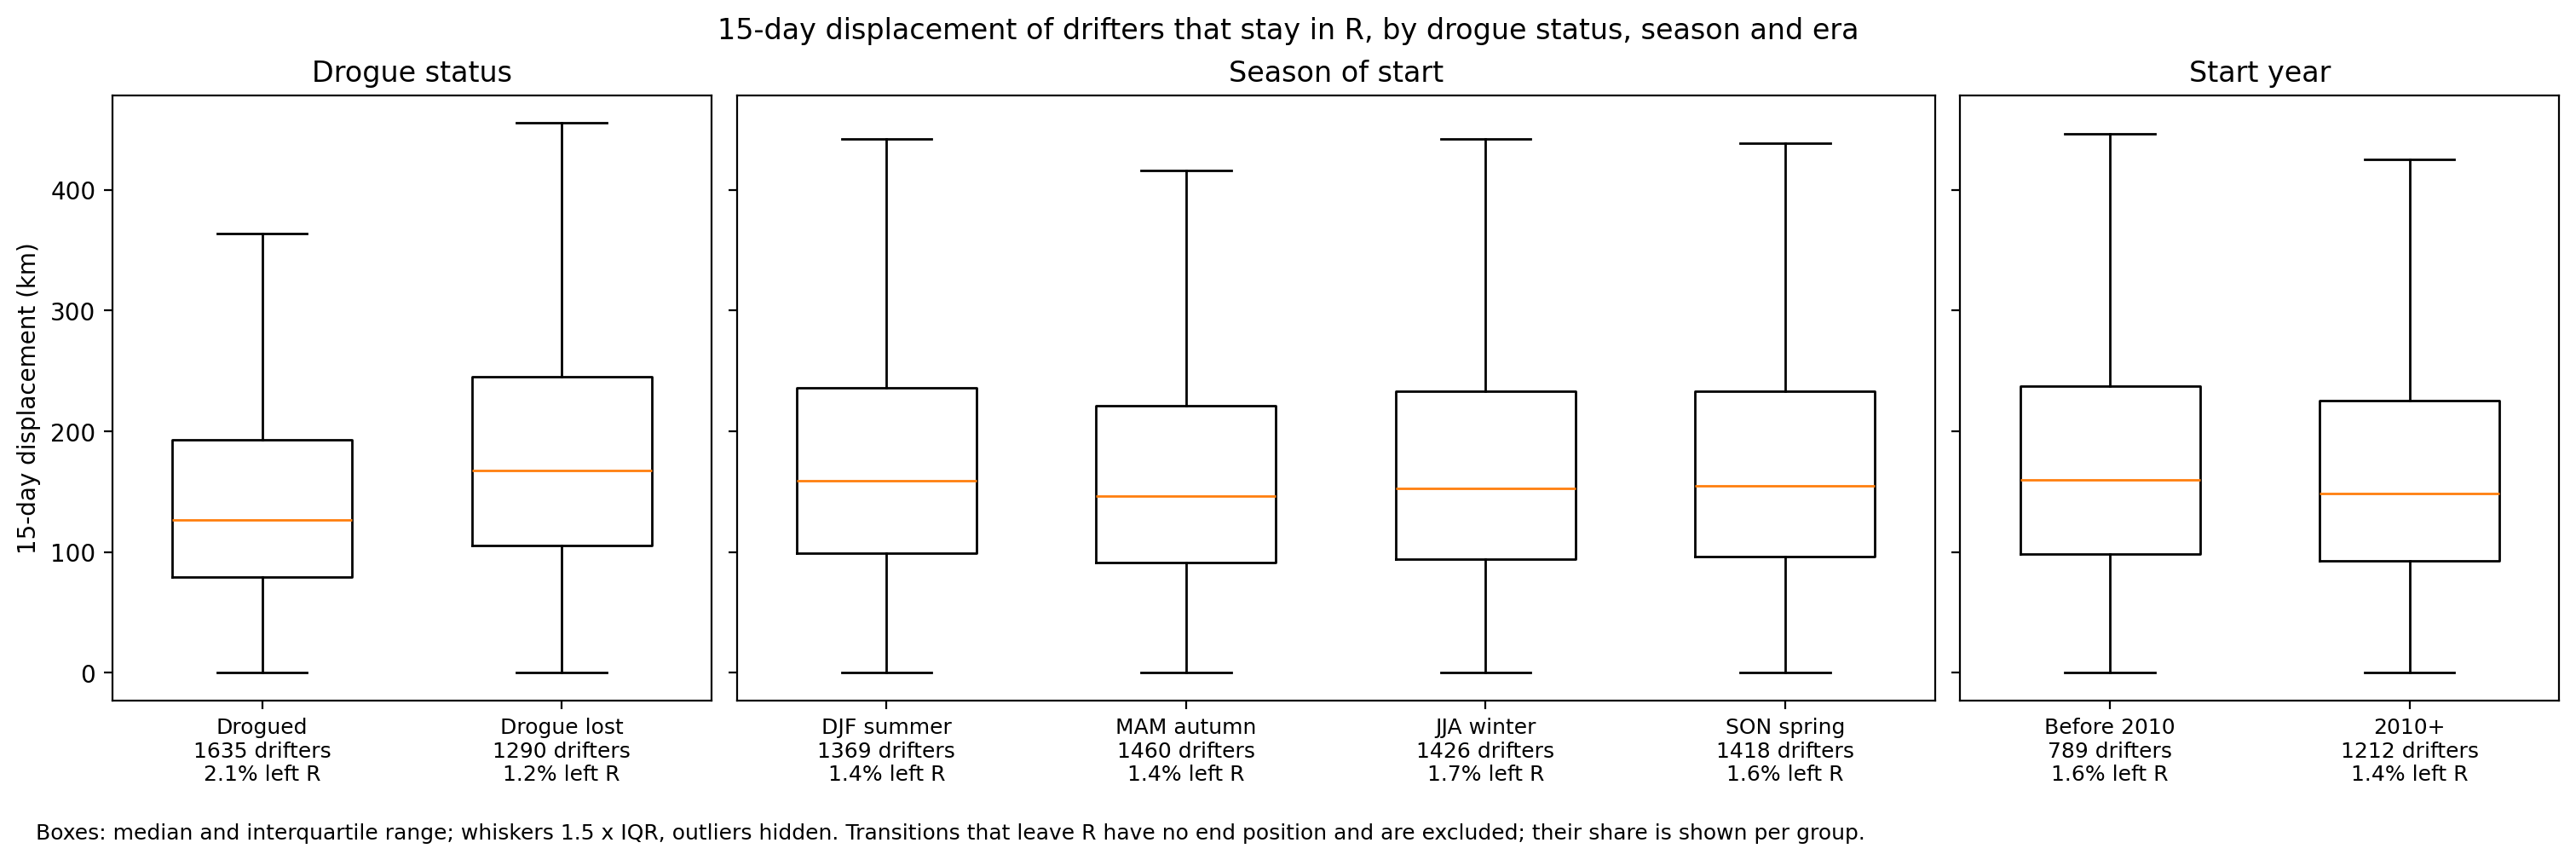 15-day displacement of drifters that stay in R, by drogue status, season and era
Drogue status
Season of start
Start year
15-day displacement (km)
400
300
200
100
0
Drogued
1635 drifters
2.1% left R
Drogue lost
1290 drifters
1.2% left R
DJF summer
1369 drifters
1.4% left R
MAM autumn
1460 drifters
1.4% left R
JJA winter
1426 drifters
1.7% left R
SON spring
1418 drifters
1.6% left R
Before 2010
789 drifters
1.6% left R
2010+
1212 drifters
1.4% left R
Boxes: median and interquartile range; whiskers 1.5 x IQR, outliers hidden. Transitions that leave R have no end position and are excluded; their share is shown per group.